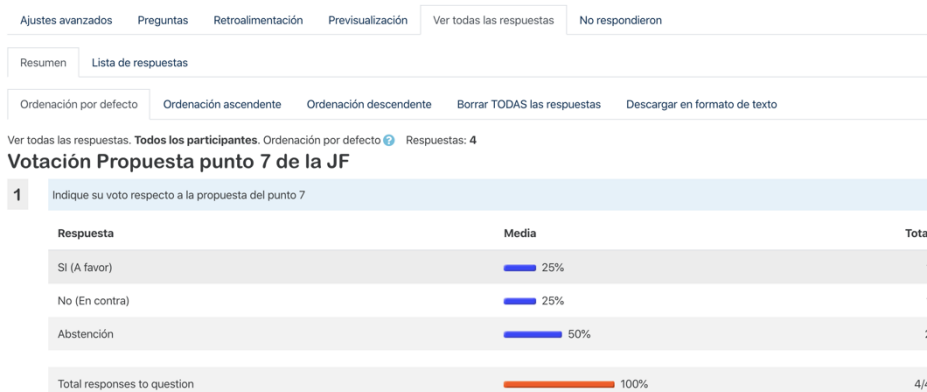 Ajustes avanzados Preguntas Retroalimentación Previsualización Ver todas las respuestas No respondieron
Resumen Lista de respuestas
Ordenación por defecto Ordenación ascendente Ordenación descendente Borrar TODAS las respuestas Descargar en formato de texto
Ver todas las respuestas. Todos los participantes. Ordenación por defecto ? Respuestas: 4
Votación Propuesta punto 7 de la JF
1 Indique su voto respecto a la propuesta del punto 7
Respuesta Media Tota
SI (A favor) 25%
No (En contra) 25%
Abstención 50% 2
Total responses to question 100% 4/4